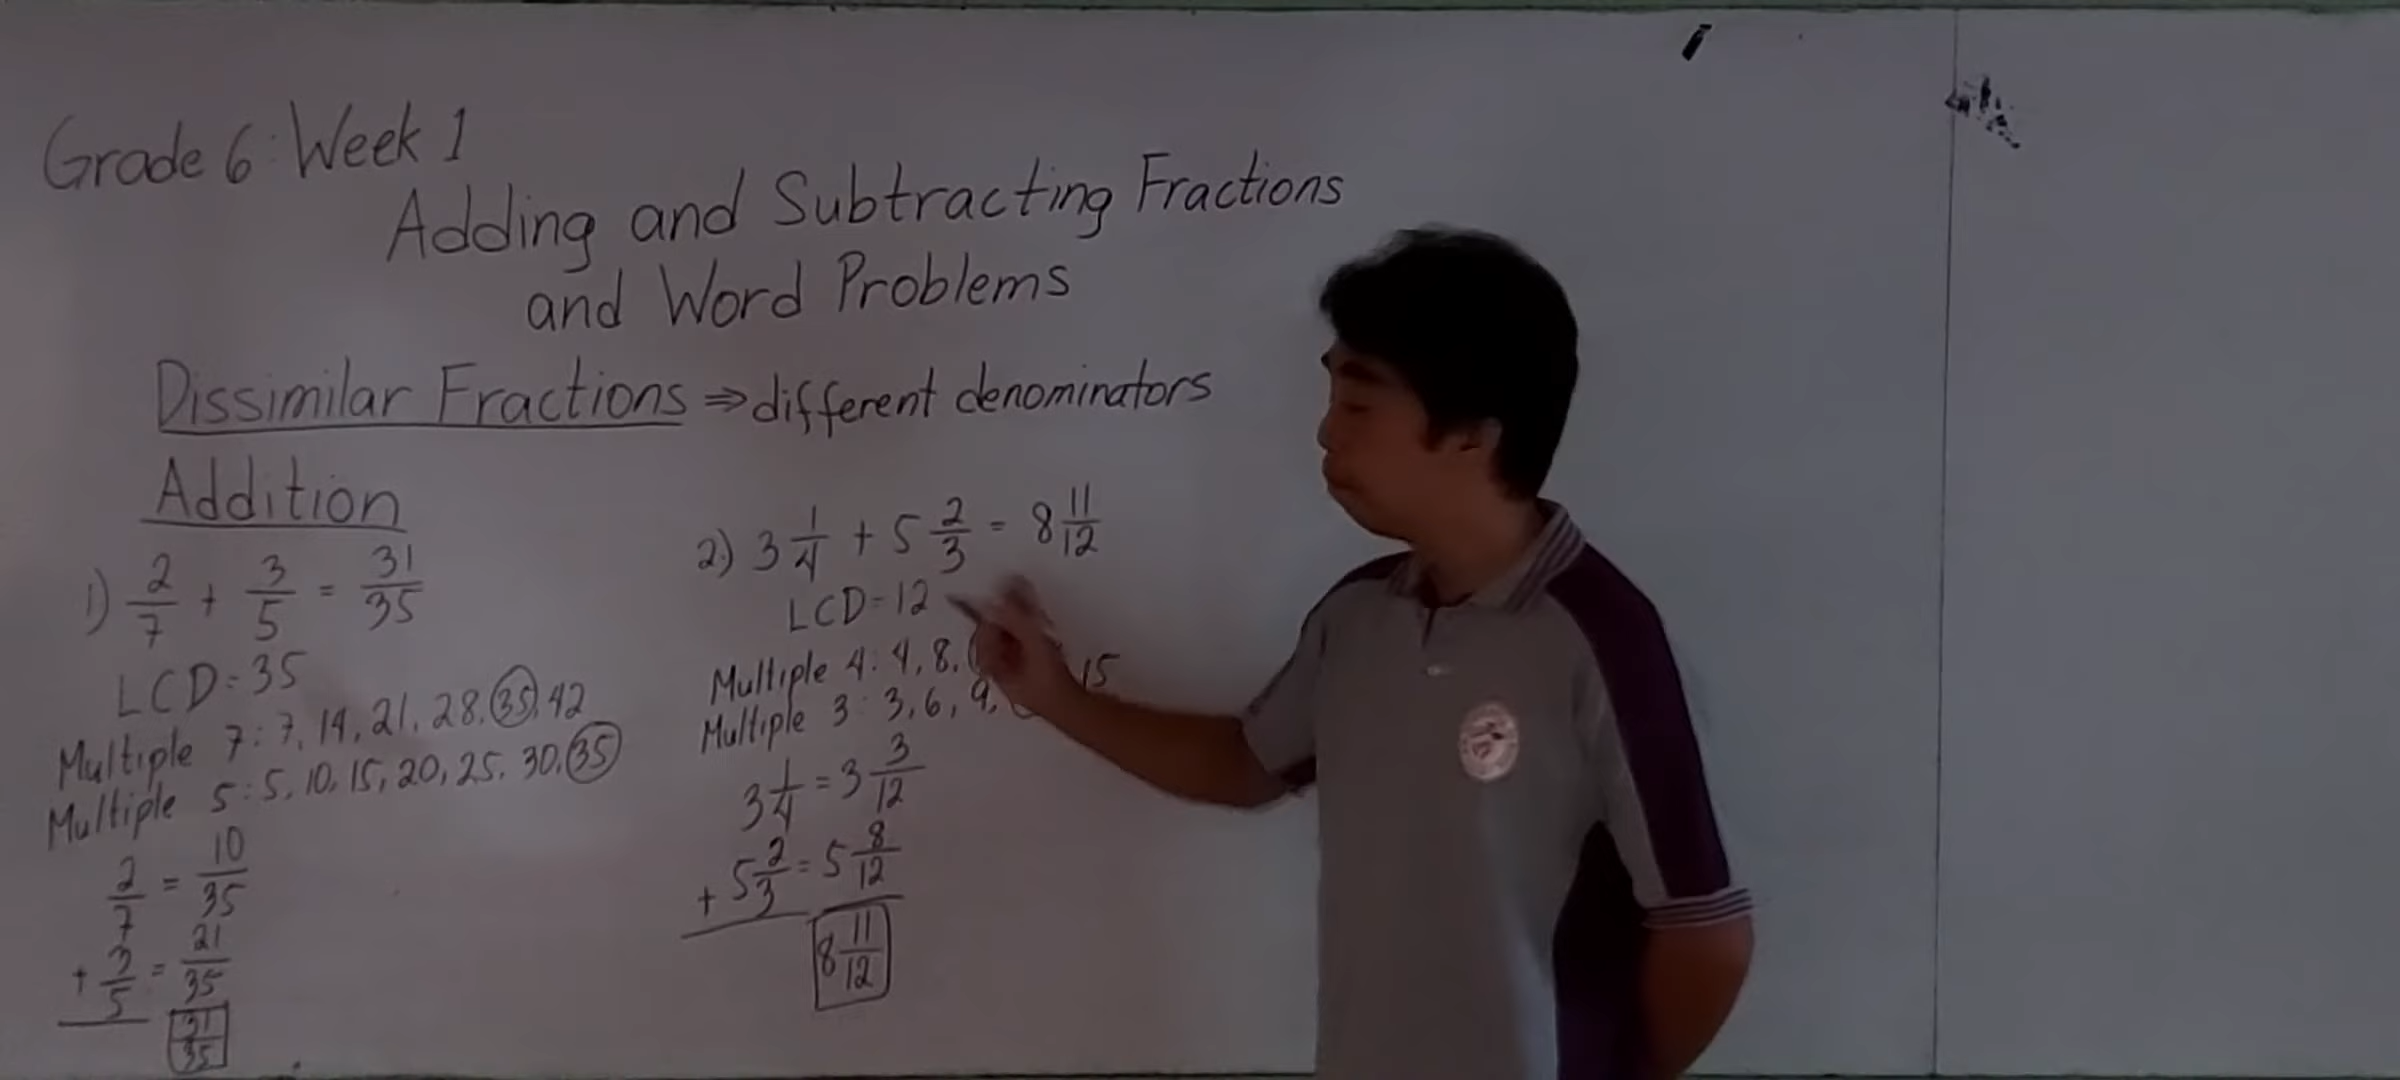 Grade 6: Week 1
Adding and Subtracting Fractions
and Word Problems
Dissimilar Fractions ⇒ different denominators
Addition
1) 2/7 + 3/5 = 31/35
LCD = 35
Multiple 7: 7, 14, 21, 28, 35, 42
Multiple 5: 5, 10, 15, 20, 25, 30, 35
2/7 = 10/35
+ 3/5 = 21/35
31/35
2) 3 1/4 + 5 2/3 = 8 11/12
LCD = 12
Multiple 4: 4, 8,
Multiple 3: 3, 6, 9, 15
3 1/4 = 3 3/12
+ 5 2/3 = 5 8/12
8 11/12